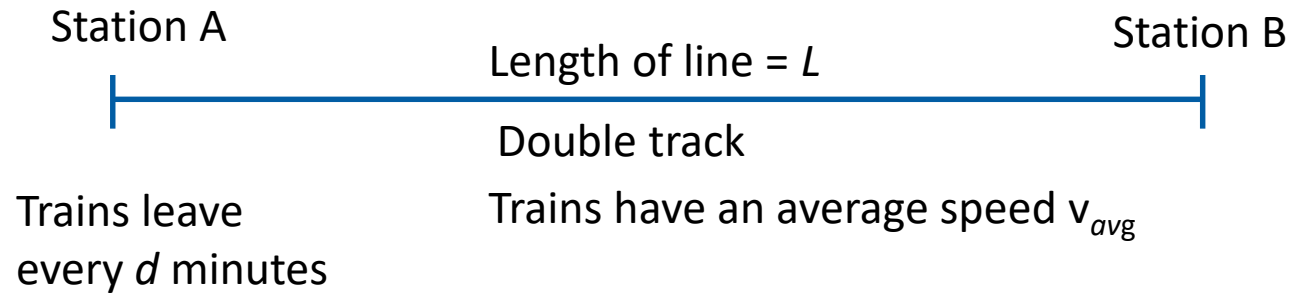 Station A
Station B
Length of line = L
Double track
Trains leave
every d minutes
Trains have an average speed vavg